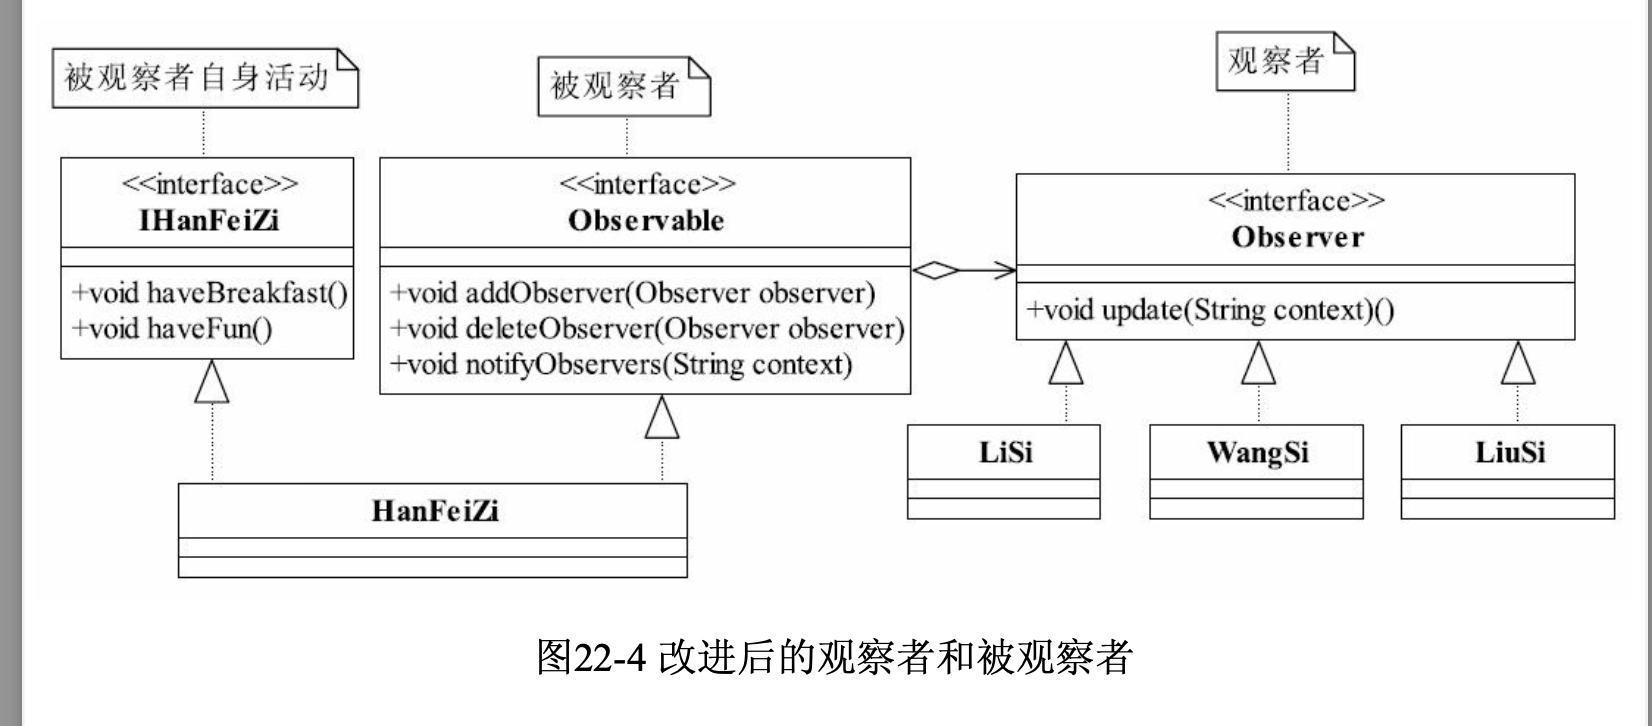 被观察者自身活动
被观察者
观察者
<<interface>>
IHanFeiZi
+void haveBreakfast()
+void haveFun()
<<interface>>
Observable
+void addObserver(Observer observer)
+void deleteObserver(Observer observer)
+void notifyObservers(String context)
<<interface>>
Observer
+void update(String context)()
HanFeiZi
LiSi
WangSi
LiuSi
图22-4 改进后的观察者和被观察者